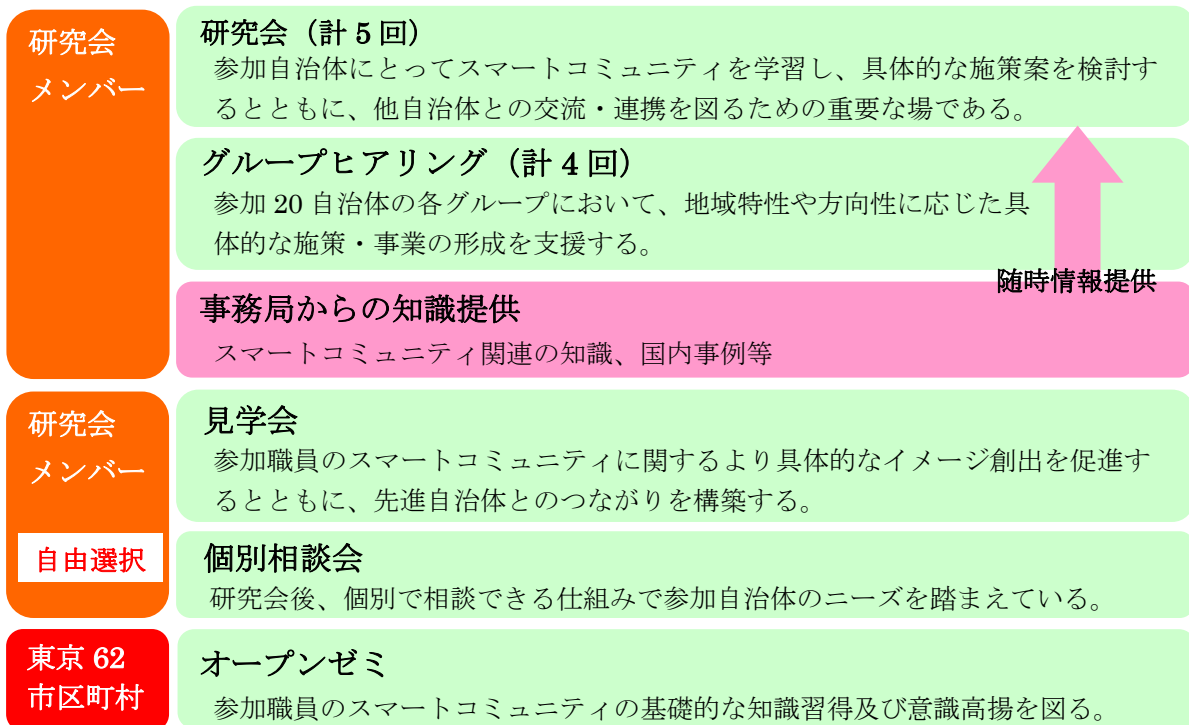 研究会
メンバー
研究会（計 5 回）
参加自治体にとってスマートコミュニティを学習し、具体的な施策案を検討す
るとともに、他自治体との交流・連携を図るための重要な場である。
グループヒアリング（計 4 回）
参加 20 自治体の各グループにおいて、地域特性や方向性に応じた具
体的な施策・事業の形成を支援する。
随時情報提供
事務局からの知識提供
スマートコミュニティ関連の知識、国内事例等
研究会
メンバー
自由選択
見学会
参加職員のスマートコミュニティに関するより具体的なイメージ創出を促進す
るとともに、先進自治体とのつながりを構築する。
個別相談会
研究会後、個別で相談できる仕組みで参加自治体のニーズを踏まえている。
東京 62
市区町村
オープンゼミ
参加職員のスマートコミュニティの基礎的な知識習得及び意識高揚を図る。